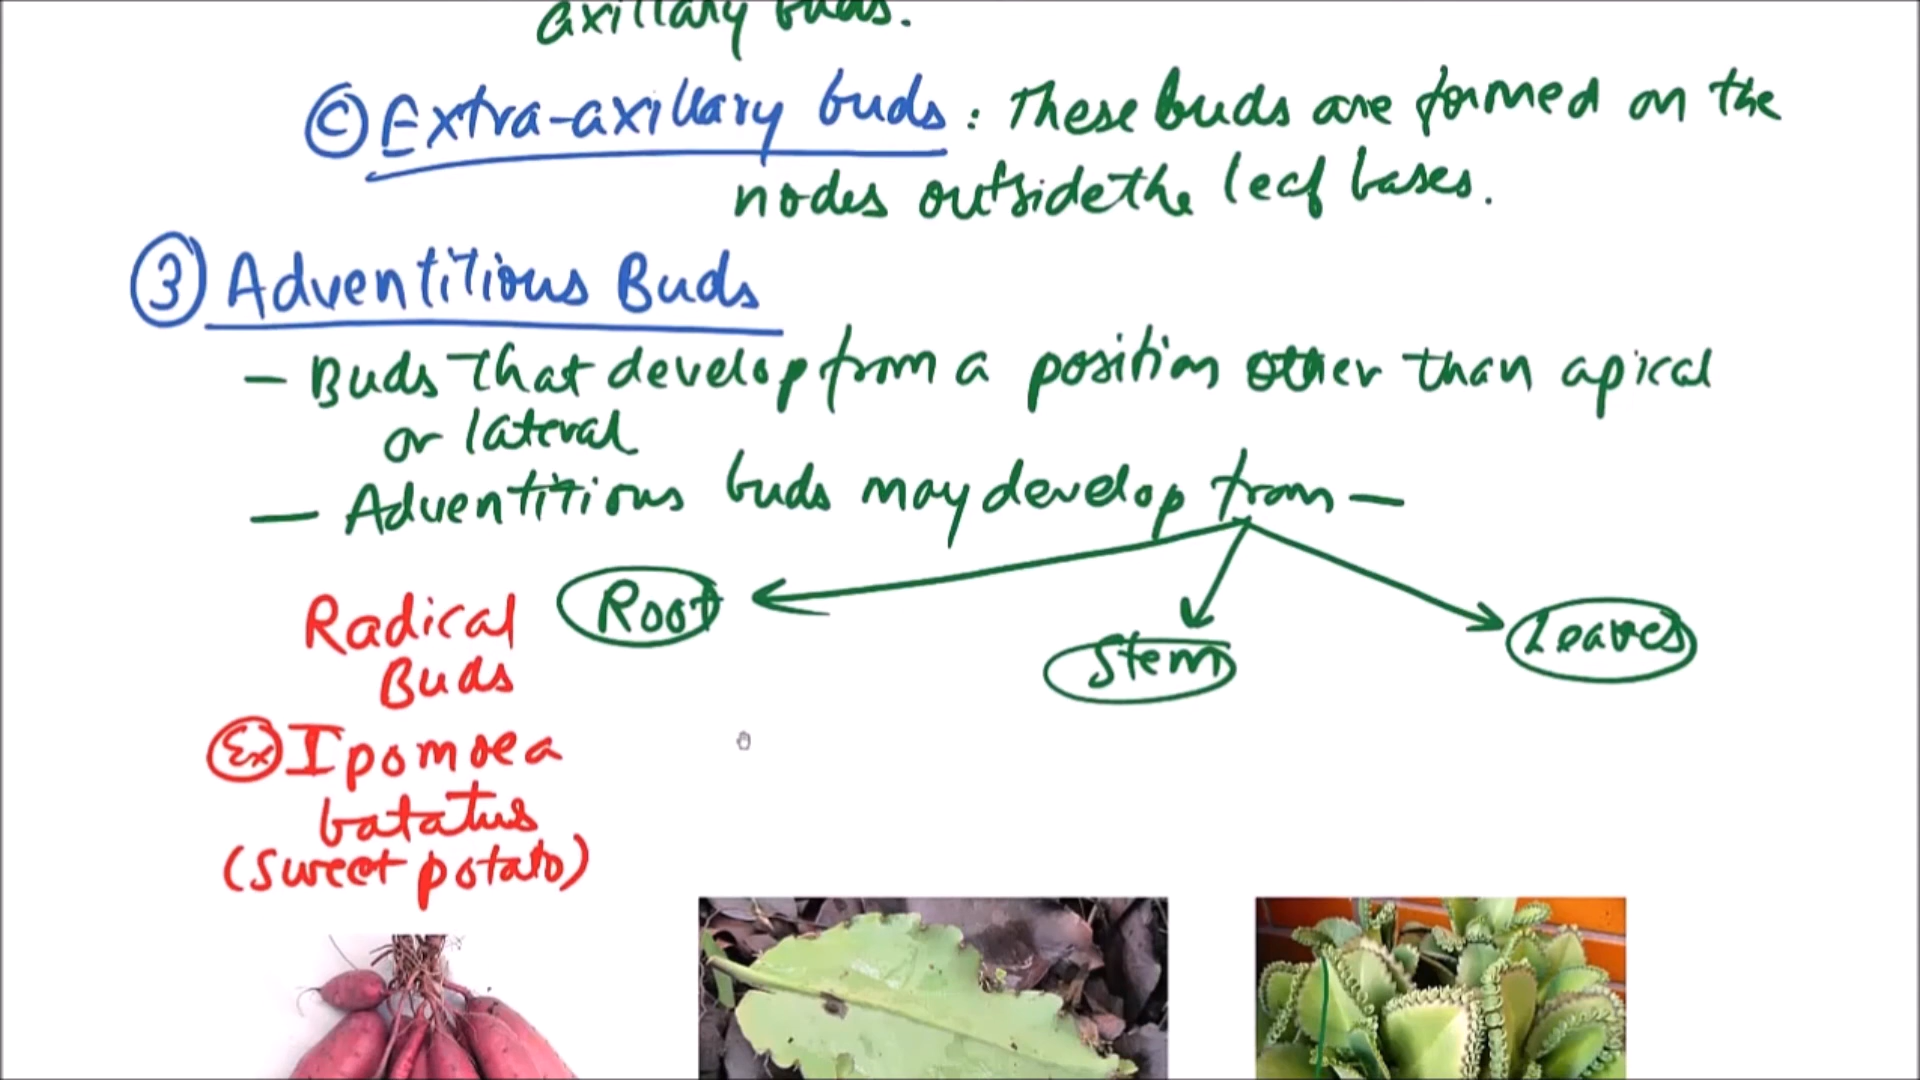 axillary buds.
© Extra-axillary buds : These buds are formed on the
nodes outside the leaf bases.
③ Adventitious Buds
- Buds that develop from a position other than apical
or lateral
- Adventitious buds may develop from -
Root
Stem
Leaves
Radical
Buds
Ex Ipomoea
batatus
(Sweet potato)